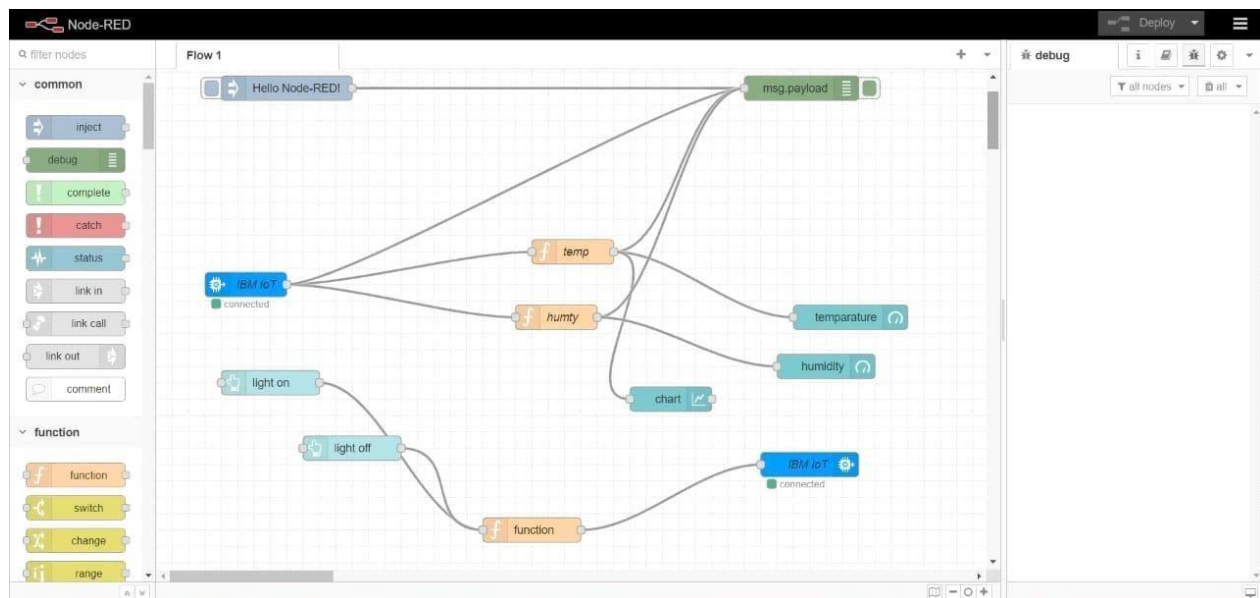 Node-RED
Deploy
filter nodes
Flow 1
debug
i
all nodes
all
common
inject
debug
complete
catch
status
link in
link call
link out
comment
function
function
switch
change
range
Hello Node-RED!
msg.payload
temp
IBM IoT
connected
humty
temparature
humidity
light on
chart
light off
IBM IoT
connected
function